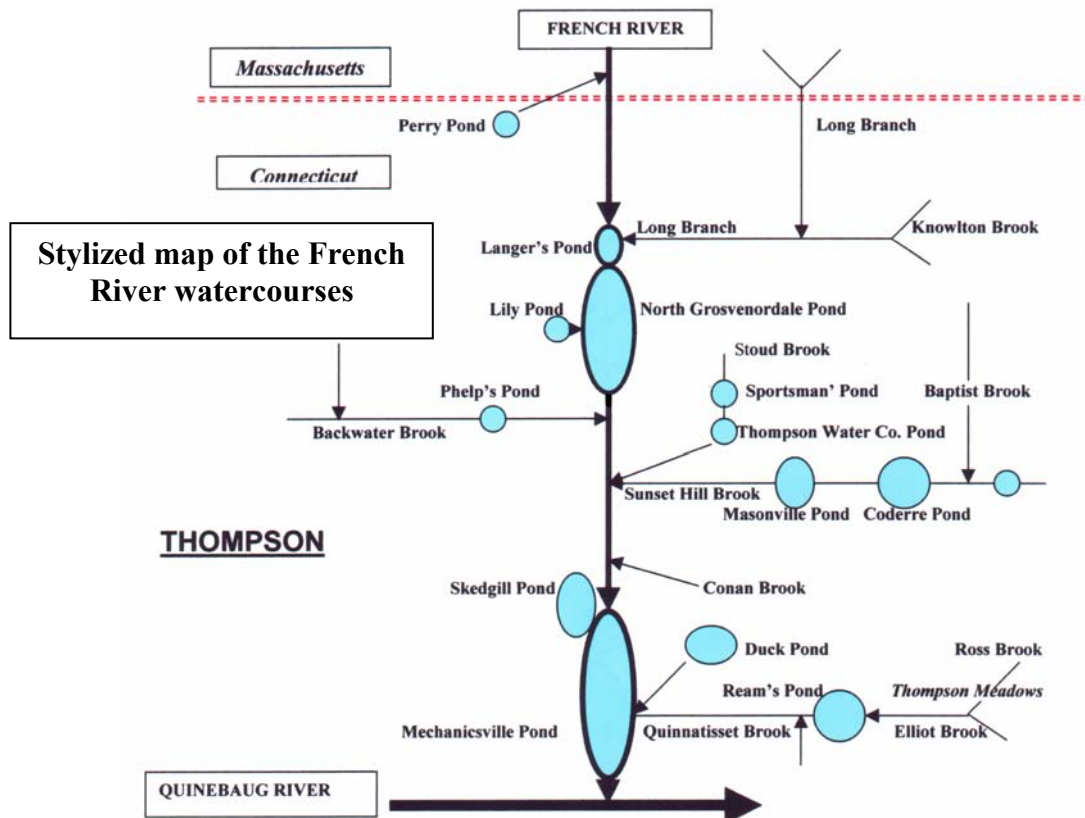 FRENCH RIVER
Massachusetts
Perry Pond
Long Branch
Connecticut
Stylized map of the French
River watercourses
Langer's Pond
Long Branch
Knowlton Brook
Lily Pond
North Grosvenordale Pond
Stoud Brook
Phelp's Pond
Sportsman' Pond
Baptist Brook
Backwater Brook
Thompson Water Co. Pond
Sunset Hill Brook
Masonville Pond
Coderre Pond
THOMPSON
Skedgill Pond
Conan Brook
Duck Pond
Ross Brook
Ream's Pond
Thompson Meadows
Mechanicsville Pond
Quinnatisset Brook
Elliot Brook
QUINEBAUG RIVER